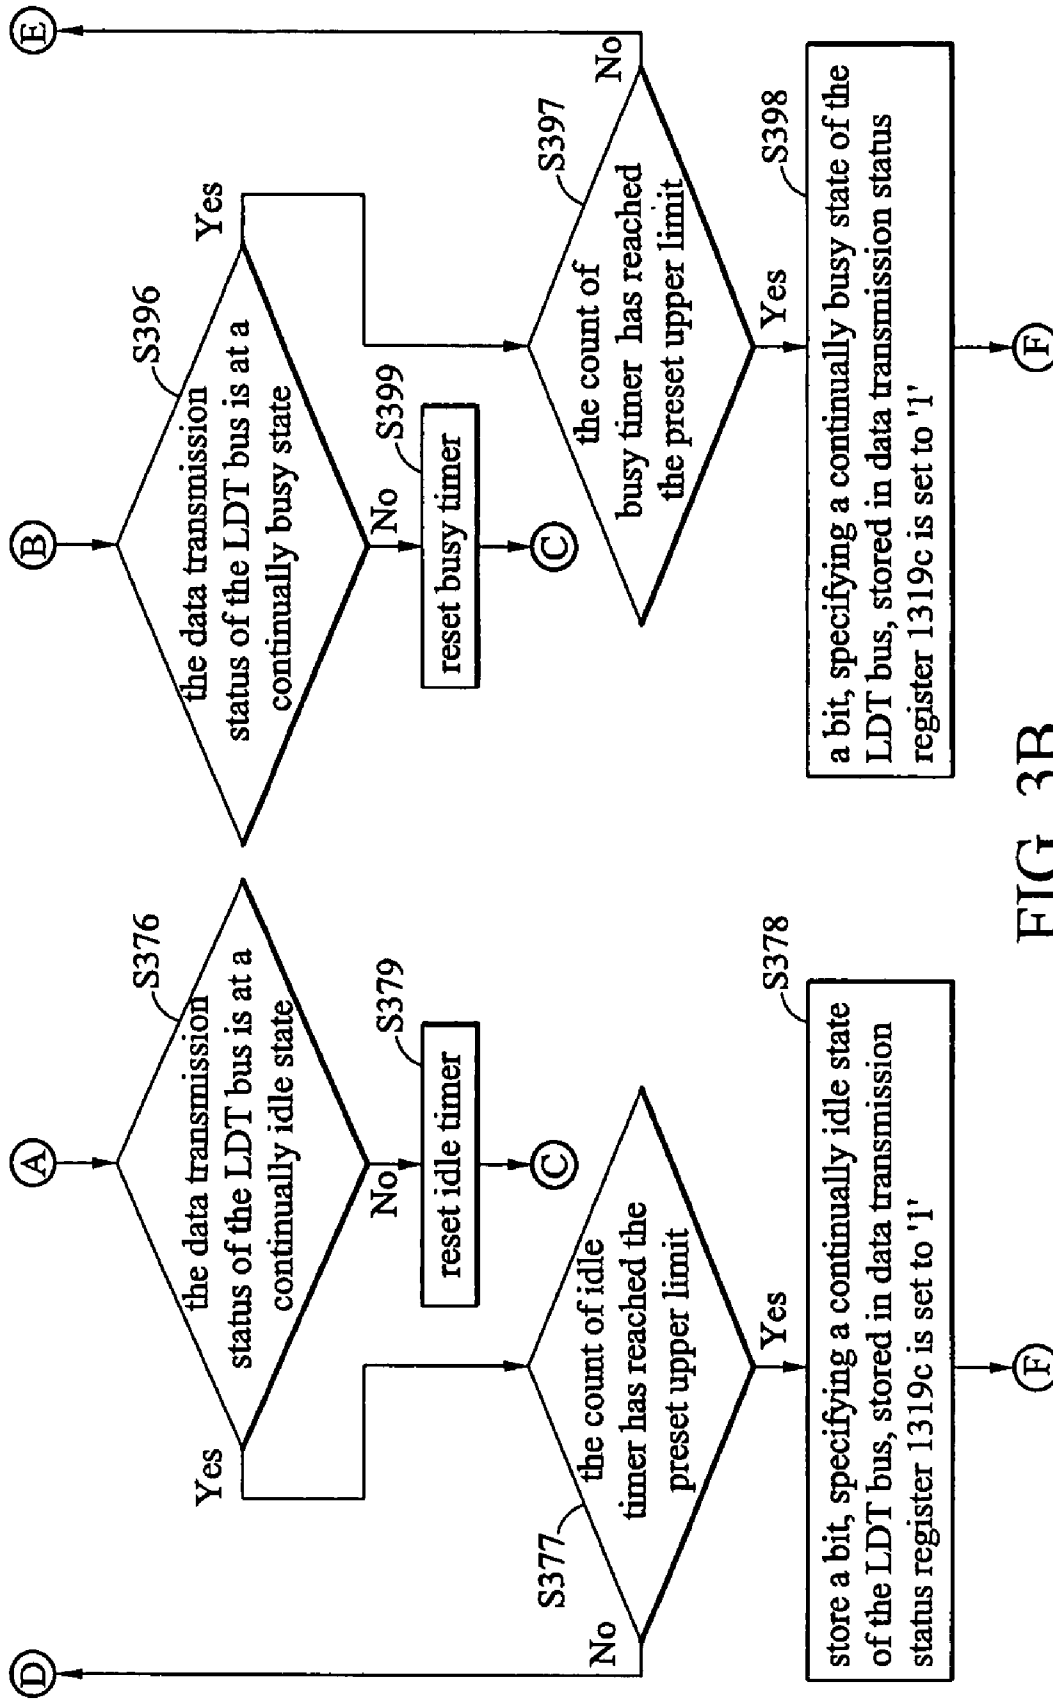 D
A
B
E
S376
the data transmission
status of the LDT bus is at a
continually idle state
Yes
No
S379
reset idle timer
C
S377
the count of idle
timer has reached the
preset upper limit
No
Yes
S378
store a bit, specifying a continually idle state
of the LDT bus, stored in data transmission
status register 1319c is set to '1'
F
S396
the data transmission
status of the LDT bus is at a
continually busy state
Yes
No
S399
reset busy timer
C
S397
the count of
busy timer has reached
the preset upper limit
No
Yes
S398
a bit, specifying a continually busy state of the
LDT bus, stored in data transmission status
register 1319c is set to '1'
F
FIG. 3B